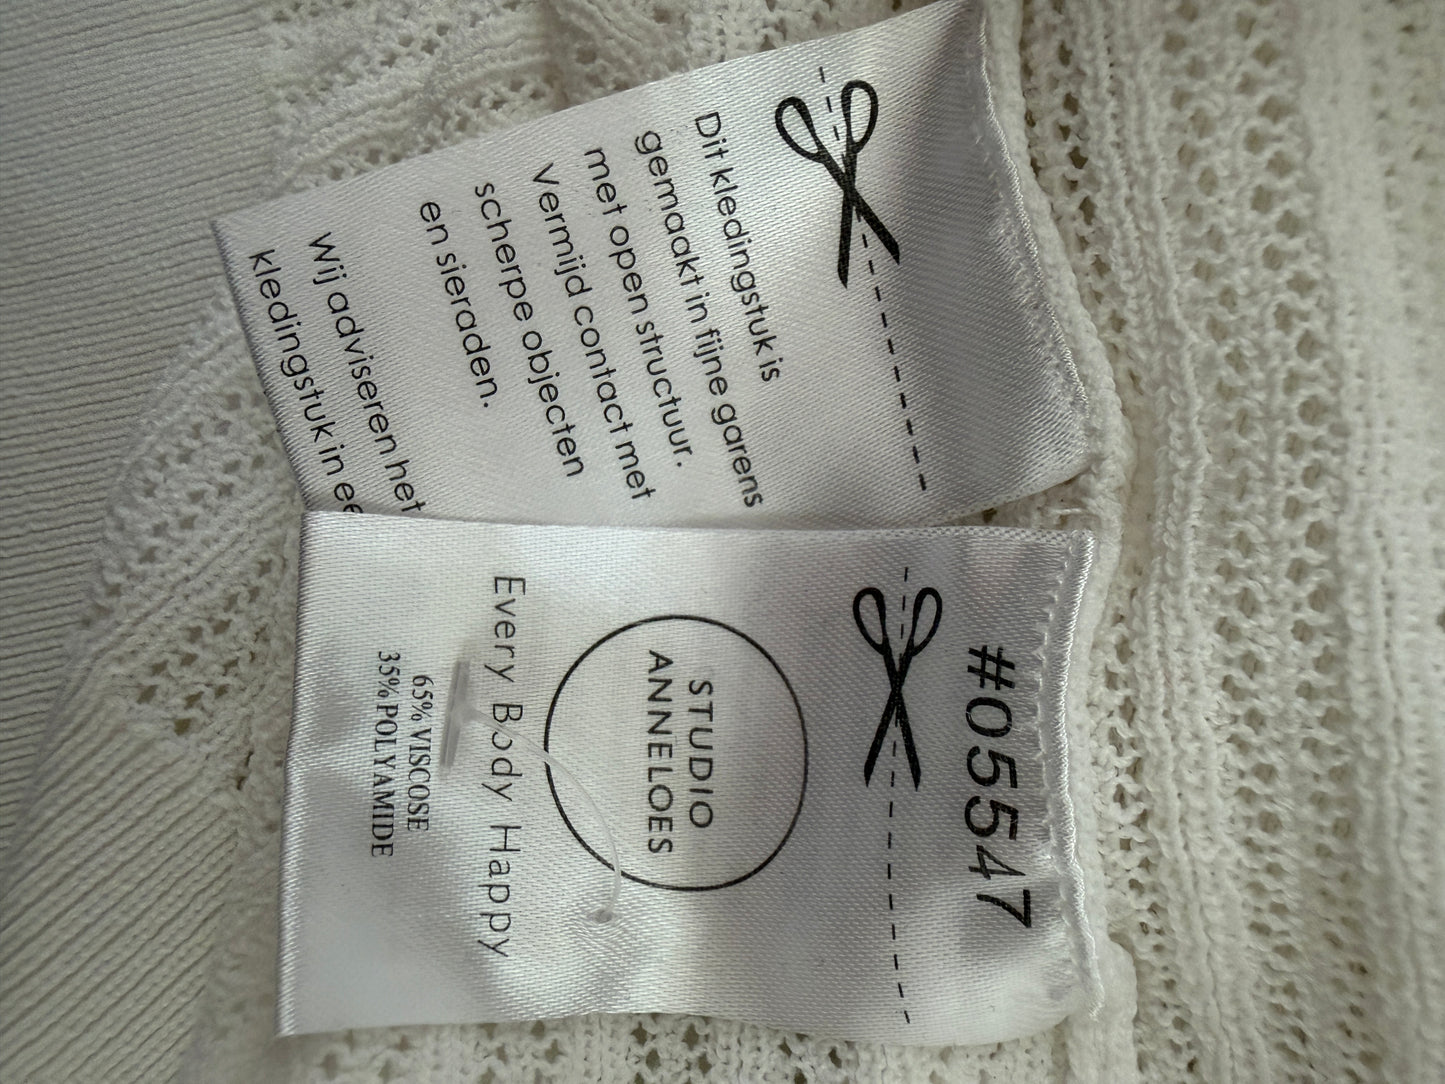 Dit kledingstuk is
gemaakt in fijne garens
met open structuur.
Vermijd contact met
scherpe objecten
en sieraden.
Wij adviseren het
kledingstuk in
#05547
STUDIO
ANNELOES
Every Body Happy
65% VISCOSE
35% POLYAMIDE